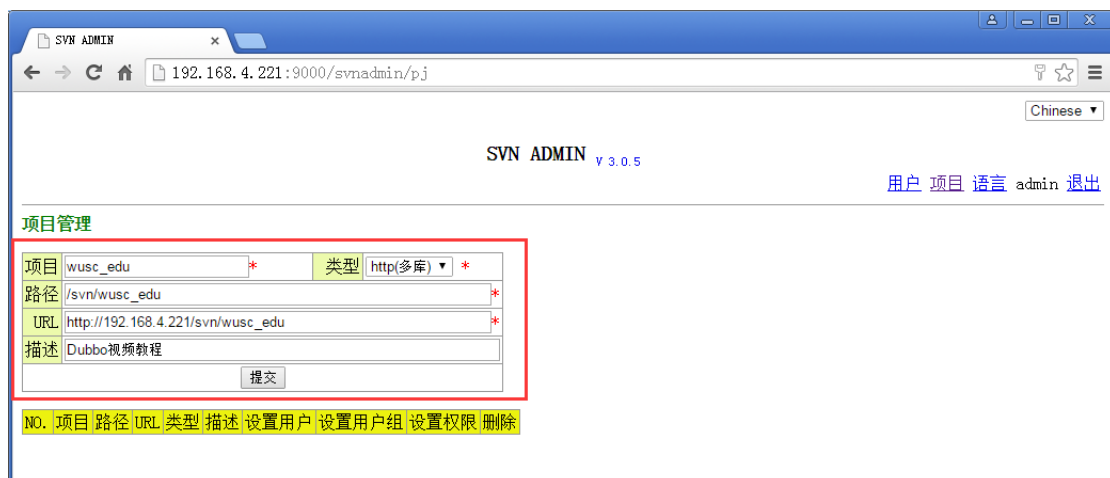 SVN ADMIN
192.168.4.221:9000/svnadmin/pj
Chinese
SVN ADMIN V 3.0.5
用户 项目 语言 admin 退出
项目管理
项目 wusc_edu * 类型 http(多库) *
路径 /svn/wusc_edu *
URL http://192.168.4.221/svn/wusc_edu *
描述 Dubbo视频教程
提交
NO. 项目 路径 URL 类型 描述 设置用户 设置用户组 设置权限 删除